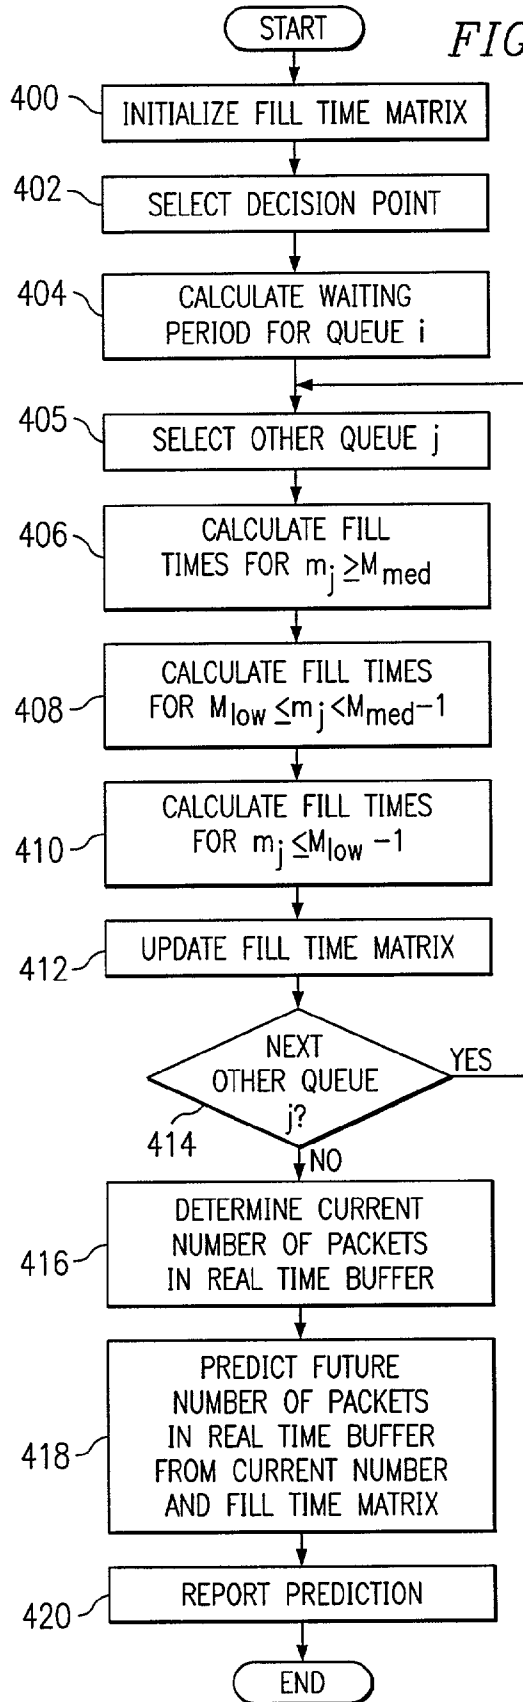 START
FIG
400
INITIALIZE FILL TIME MATRIX
402
SELECT DECISION POINT
404
CALCULATE WAITING
PERIOD FOR QUEUE i
405
SELECT OTHER QUEUE j
406
CALCULATE FILL
TIMES FOR mj ≥Mmed
408
CALCULATE FILL TIMES
FOR Mlow ≤mj <Mmed−1
410
CALCULATE FILL TIMES
FOR mj ≤Mlow −1
412
UPDATE FILL TIME MATRIX
NEXT
OTHER QUEUE
j?
YES
414
NO
416
DETERMINE CURRENT
NUMBER OF PACKETS
IN REAL TIME BUFFER
418
PREDICT FUTURE
NUMBER OF PACKETS
IN REAL TIME BUFFER
FROM CURRENT NUMBER
AND FILL TIME MATRIX
420
REPORT PREDICTION
END